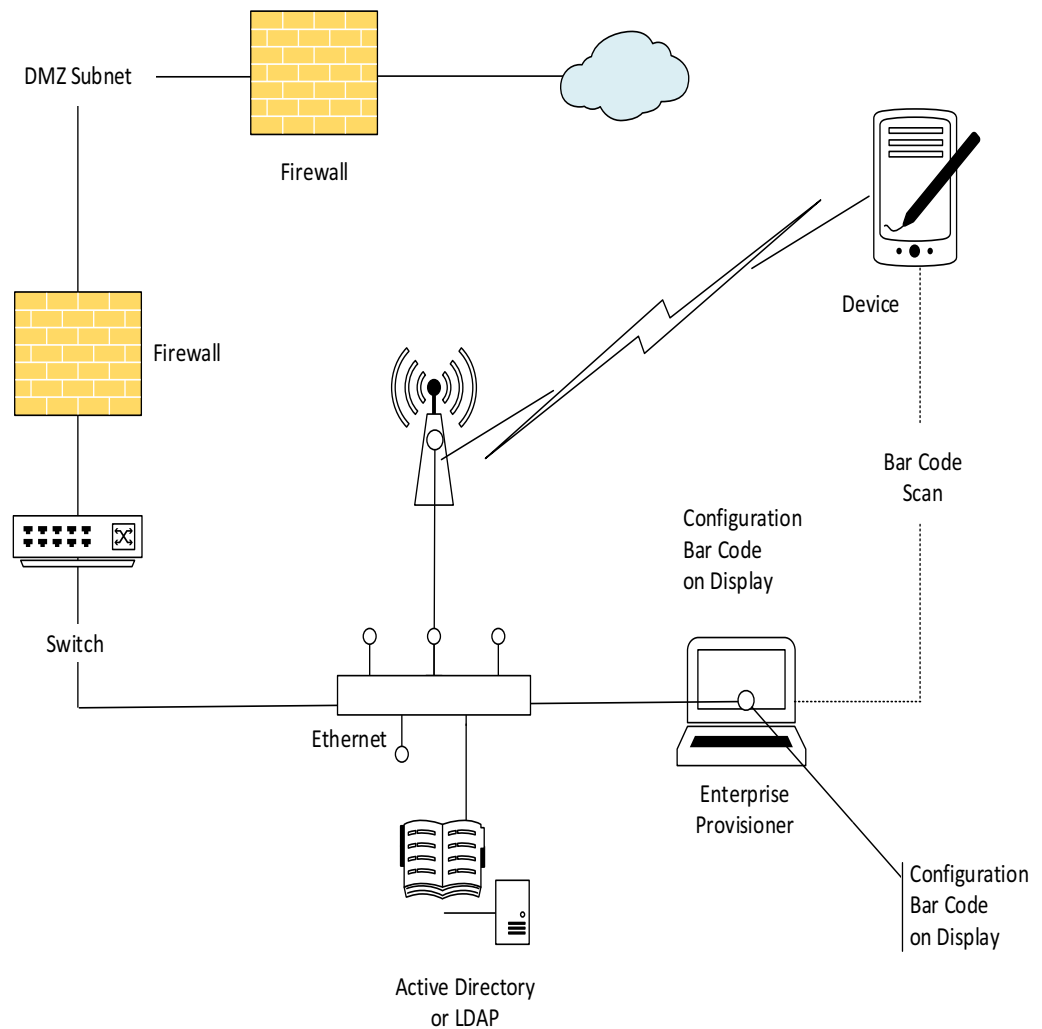 DMZ Subnet
Firewall
Device
Firewall
Bar Code
Scan
Configuration
Bar Code
on Display
Switch
Ethernet
Enterprise
Provisioner
Configuration
Bar Code
on Display
Active Directory
or LDAP